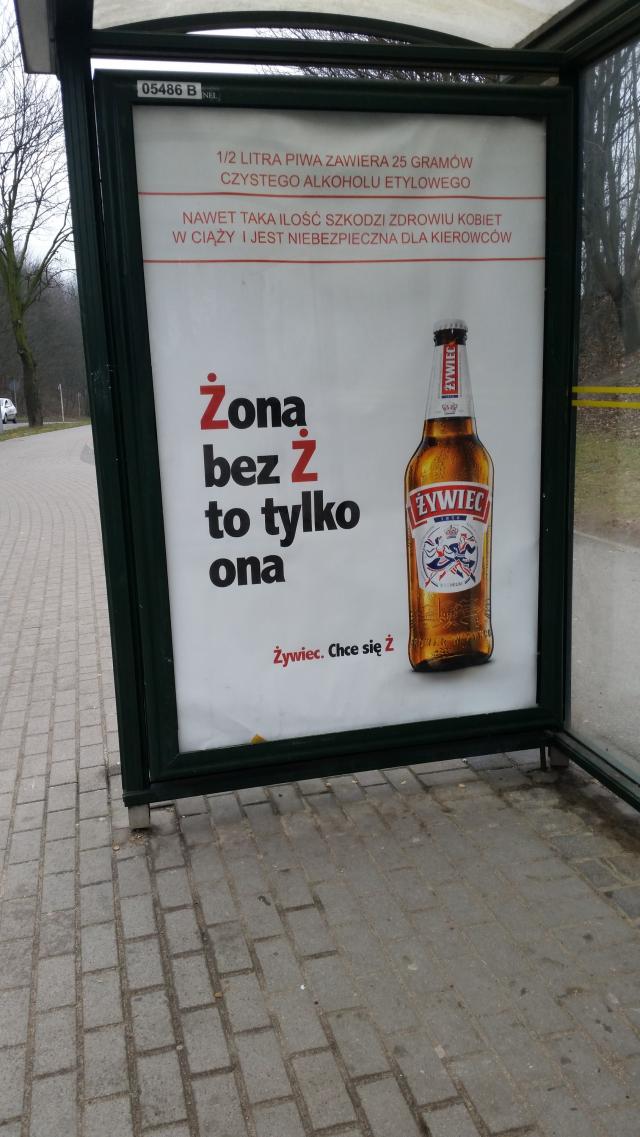 05486 B
1/2 LITRA PIWA ZAWIERA 25 GRAMÓW
CZYSTEGO ALKOHOLU ETYLOWEGO
NAWET TAKA ILOŚĆ SZKODZI ZDROWIU KOBIET
W CIĄŻY I JEST NIEBEZPIECZNA DLA KIEROWCÓW
Żona
bez Ż
to tylko
ona
ŻYWIEC
ŻYWIEC
Żywiec. Chce się Ż